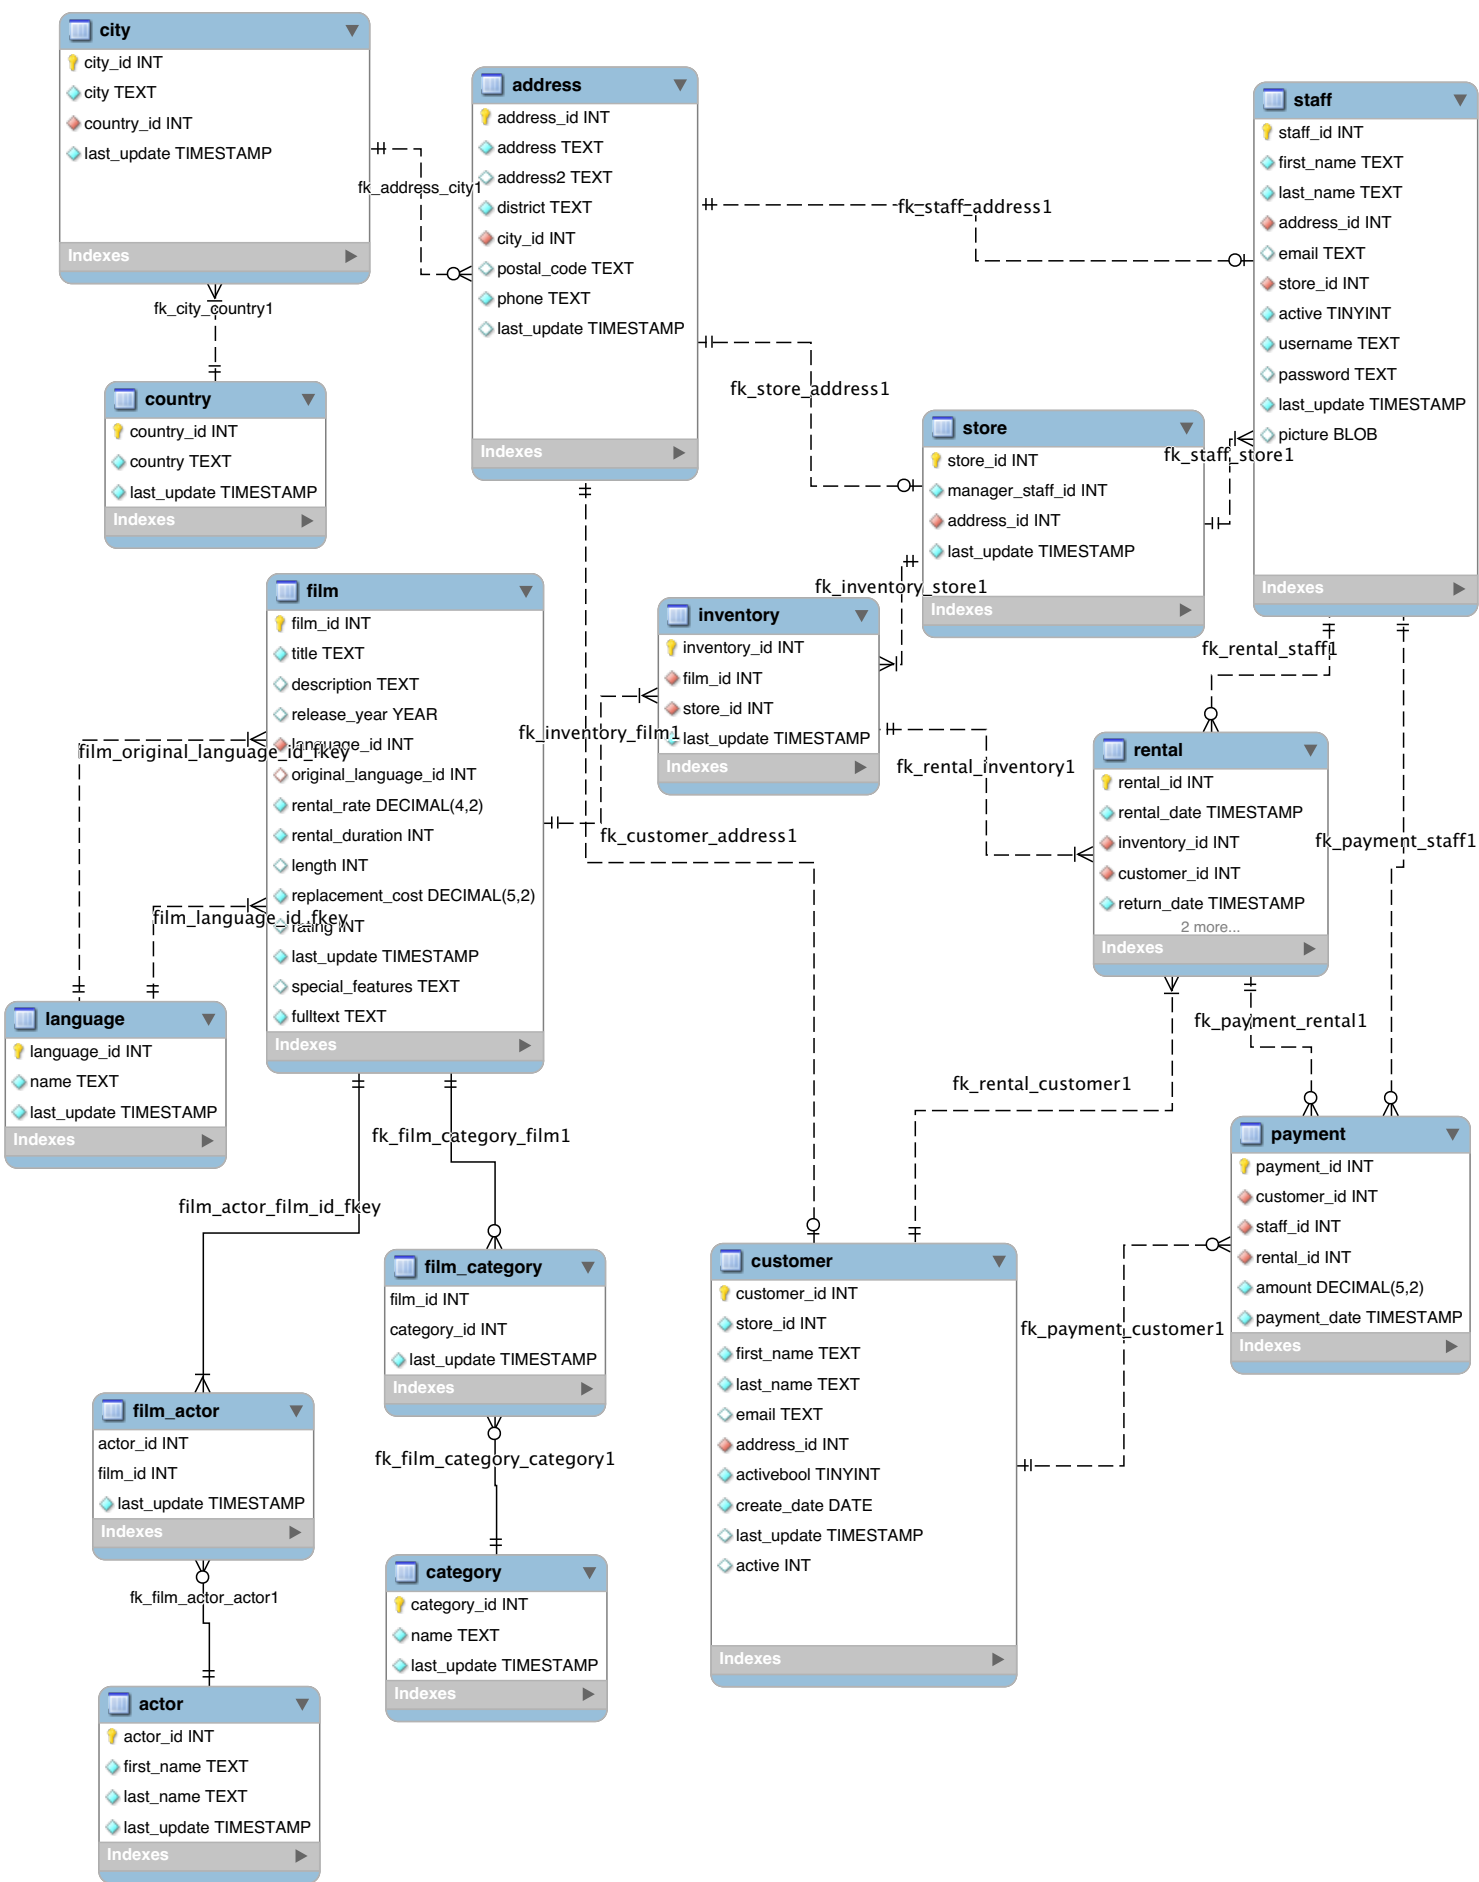 city
city_id INT
city TEXT
country_id INT
last_update TIMESTAMP
Indexes
fk_address_city1
fk_city_country1
country
country_id INT
country TEXT
last_update TIMESTAMP
Indexes
address
address_id INT
address TEXT
address2 TEXT
district TEXT
city_id INT
postal_code TEXT
phone TEXT
last_update TIMESTAMP
Indexes
fk_staff_address1
fk_store_address1
staff
staff_id INT
first_name TEXT
last_name TEXT
address_id INT
email TEXT
store_id INT
active TINYINT
username TEXT
password TEXT
last_update TIMESTAMP
picture BLOB
Indexes
fk_staff_store1
store
store_id INT
manager_staff_id INT
address_id INT
last_update TIMESTAMP
Indexes
fk_inventory_store1
film
film_id INT
title TEXT
description TEXT
release_year YEAR
language_id INT
original_language_id INT
rental_rate DECIMAL(4,2)
rental_duration INT
length INT
replacement_cost DECIMAL(5,2)
rating INT
last_update TIMESTAMP
special_features TEXT
fulltext TEXT
Indexes
film_original_language_id_fkey
film_language_id_fkey
inventory
inventory_id INT
film_id INT
store_id INT
last_update TIMESTAMP
Indexes
fk_inventory_film1
fk_customer_address1
fk_rental_inventory1
fk_rental_staff1
rental
rental_id INT
rental_date TIMESTAMP
inventory_id INT
customer_id INT
return_date TIMESTAMP
2 more...
Indexes
fk_payment_staff1
fk_payment_rental1
fk_rental_customer1
language
language_id INT
name TEXT
last_update TIMESTAMP
Indexes
fk_film_category_film1
film_actor_film_id_fkey
payment
payment_id INT
customer_id INT
staff_id INT
rental_id INT
amount DECIMAL(5,2)
payment_date TIMESTAMP
Indexes
fk_payment_customer1
film_category
film_id INT
category_id INT
last_update TIMESTAMP
Indexes
fk_film_category_category1
customer
customer_id INT
store_id INT
first_name TEXT
last_name TEXT
email TEXT
address_id INT
activebool TINYINT
create_date DATE
last_update TIMESTAMP
active INT
Indexes
film_actor
actor_id INT
film_id INT
last_update TIMESTAMP
Indexes
fk_film_actor_actor1
category
category_id INT
name TEXT
last_update TIMESTAMP
Indexes
actor
actor_id INT
first_name TEXT
last_name TEXT
last_update TIMESTAMP
Indexes